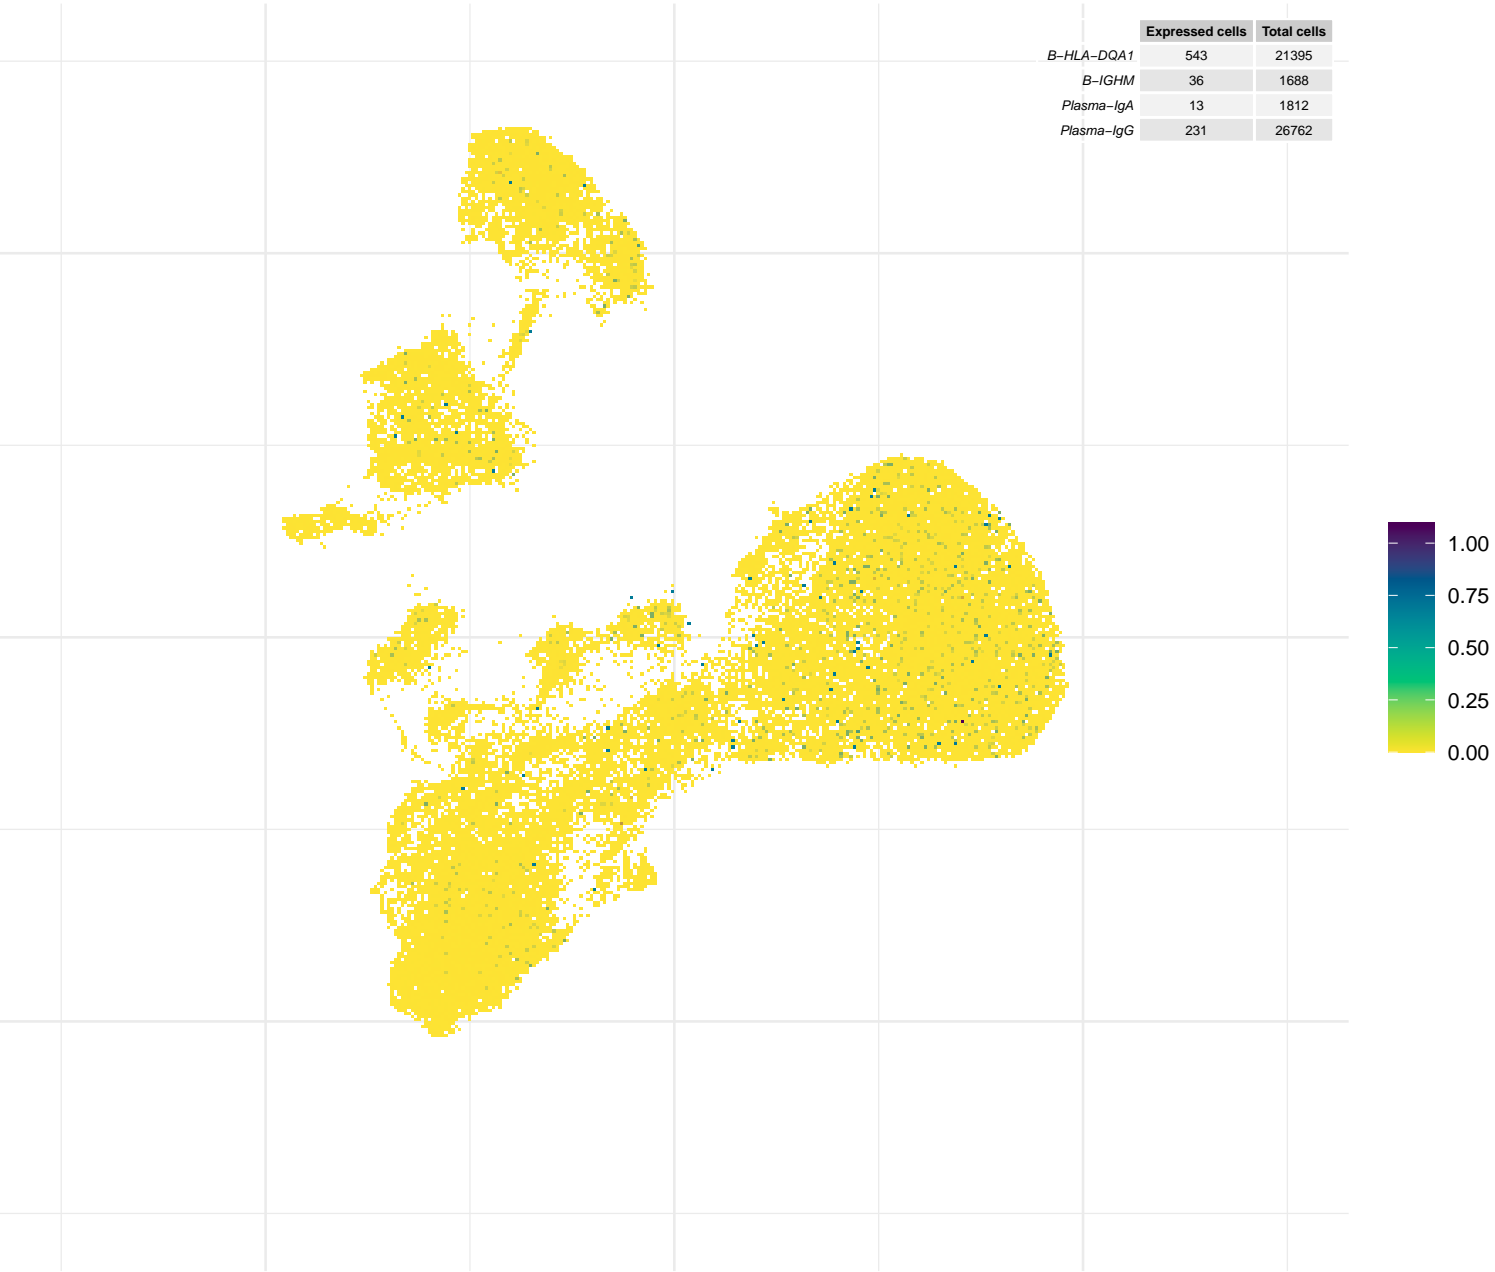 Expressed cells Total cells
B−HLA−DQA1 543 21395
B−IGHM 36 1688
Plasma−IgA 13 1812
Plasma−IgG 231 26762
1.00
0.75
0.50
0.25
0.00